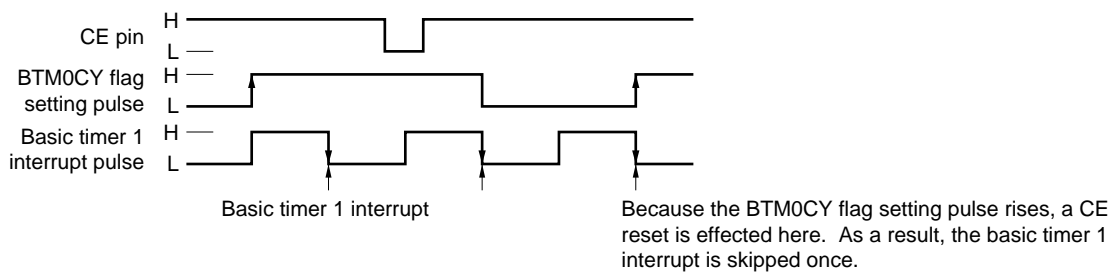 H
CE pin
L
BTM0CY flag
H
setting pulse
L
Basic timer 1
H
interrupt pulse
L
Basic timer 1 interrupt
Because the BTM0CY flag setting pulse rises, a CE
reset is effected here.  As a result, the basic timer 1
interrupt is skipped once.